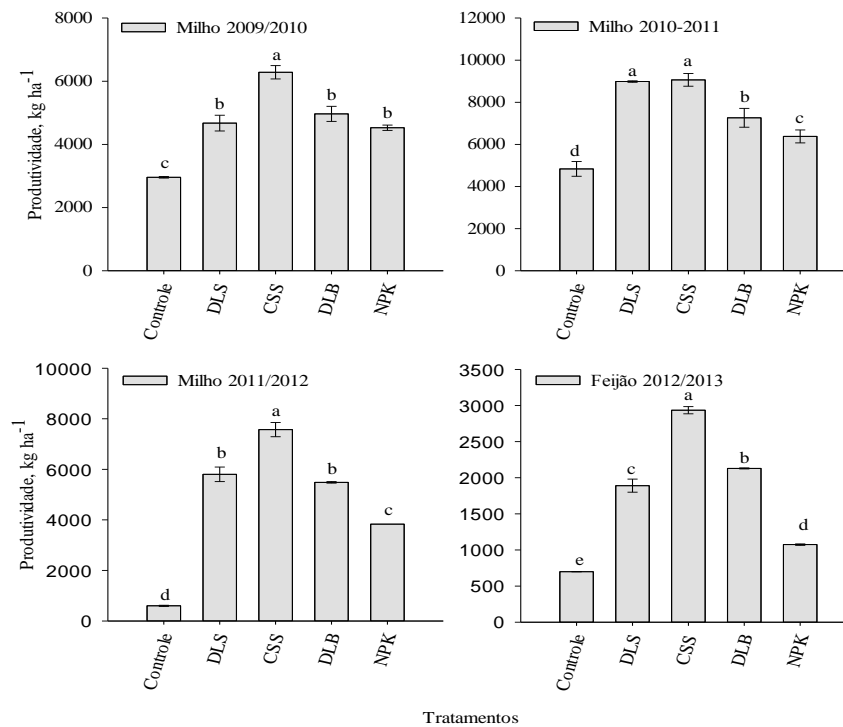 Milho 2009/2010
Produtividade, kg ha-1
8000
6000
4000
2000
0
c
b
a
b
b
Controle
DLS
CSS
DLB
NPK
Milho 2010-2011
12000
10000
8000
6000
4000
2000
0
d
a
a
b
c
Controle
DLS
CSS
DLB
NPK
Milho 2011/2012
Produtividade, kg ha-1
10000
8000
6000
4000
2000
0
d
b
a
b
c
Controle
DLS
CSS
DLB
NPK
Feijão 2012/2013
3500
3000
2500
2000
1500
1000
500
0
e
c
a
b
d
Controle
DLS
CSS
DLB
NPK
Tratamentos